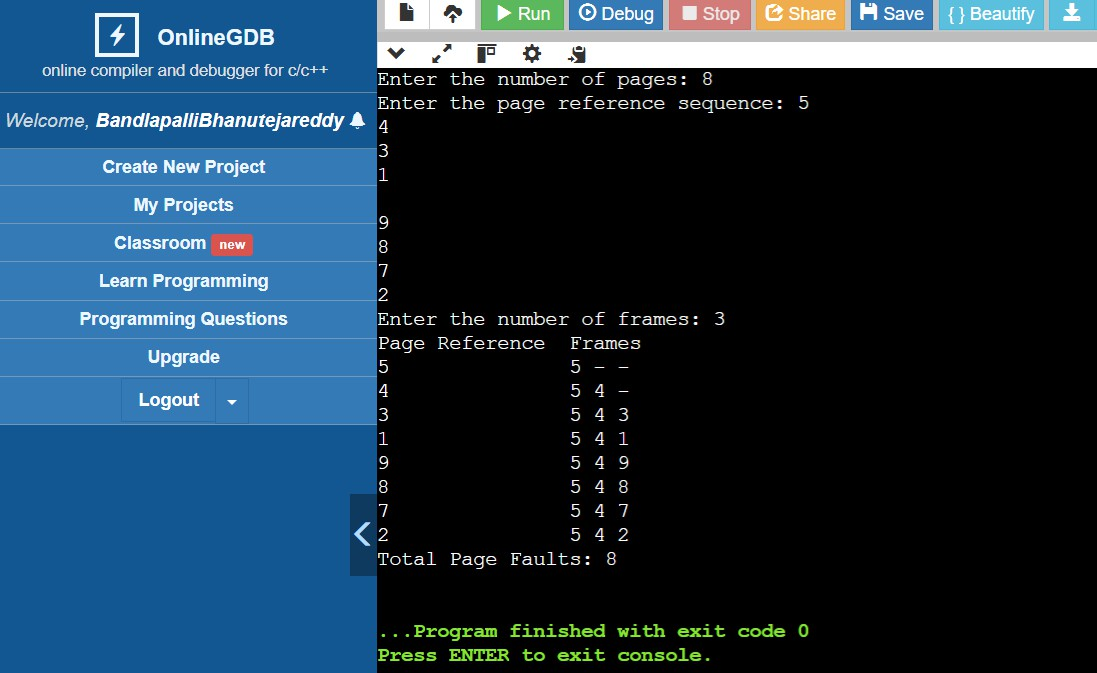 OnlineGDB
online compiler and debugger for c/c++
Welcome, BandlapalliBhanutejareddy
Create New Project
My Projects
Classroom new
Learn Programming
Programming Questions
Upgrade
Logout
Run Debug Stop Share Save { } Beautify
Enter the number of pages: 8
Enter the page reference sequence: 5
4
3
1
9
8
7
2
Enter the number of frames: 3
Page Reference  Frames
5 5 - -
4 5 4 -
3 5 4 3
1 5 4 1
9 5 4 9
8 5 4 8
7 5 4 7
2 5 4 2
Total Page Faults: 8
...Program finished with exit code 0
Press ENTER to exit console.